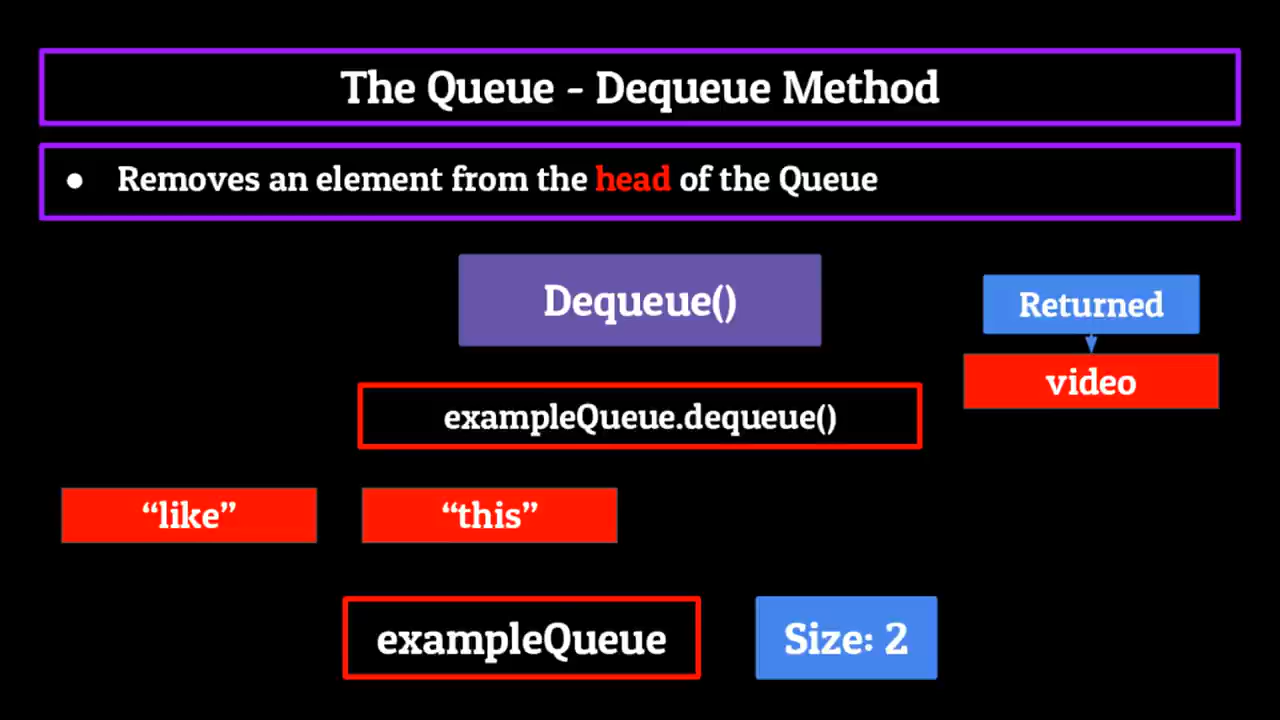 The Queue - Dequeue Method
● Removes an element from the head of the Queue
Dequeue()
Returned
video
exampleQueue.dequeue()
“like” “this”
exampleQueue
Size: 2